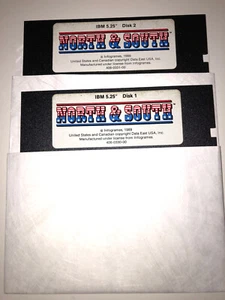 IBM 5.25" Disk 2
NORTH & SOUTH
© Infogrames, 1989
United States and Canadian copyright Data East USA, Inc.
Manufactured under license from Infogrames
IBM 5.25" Disk 1
NORTH & SOUTH
© Infogrames, 1989
United States and Canadian copyright Data East USA, Inc.
Manufactured under license from Infogrames